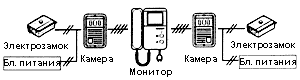 Электрозамок
Камера
Камера
Электрозамок
Бл. питания
Монитор
Бл. питания